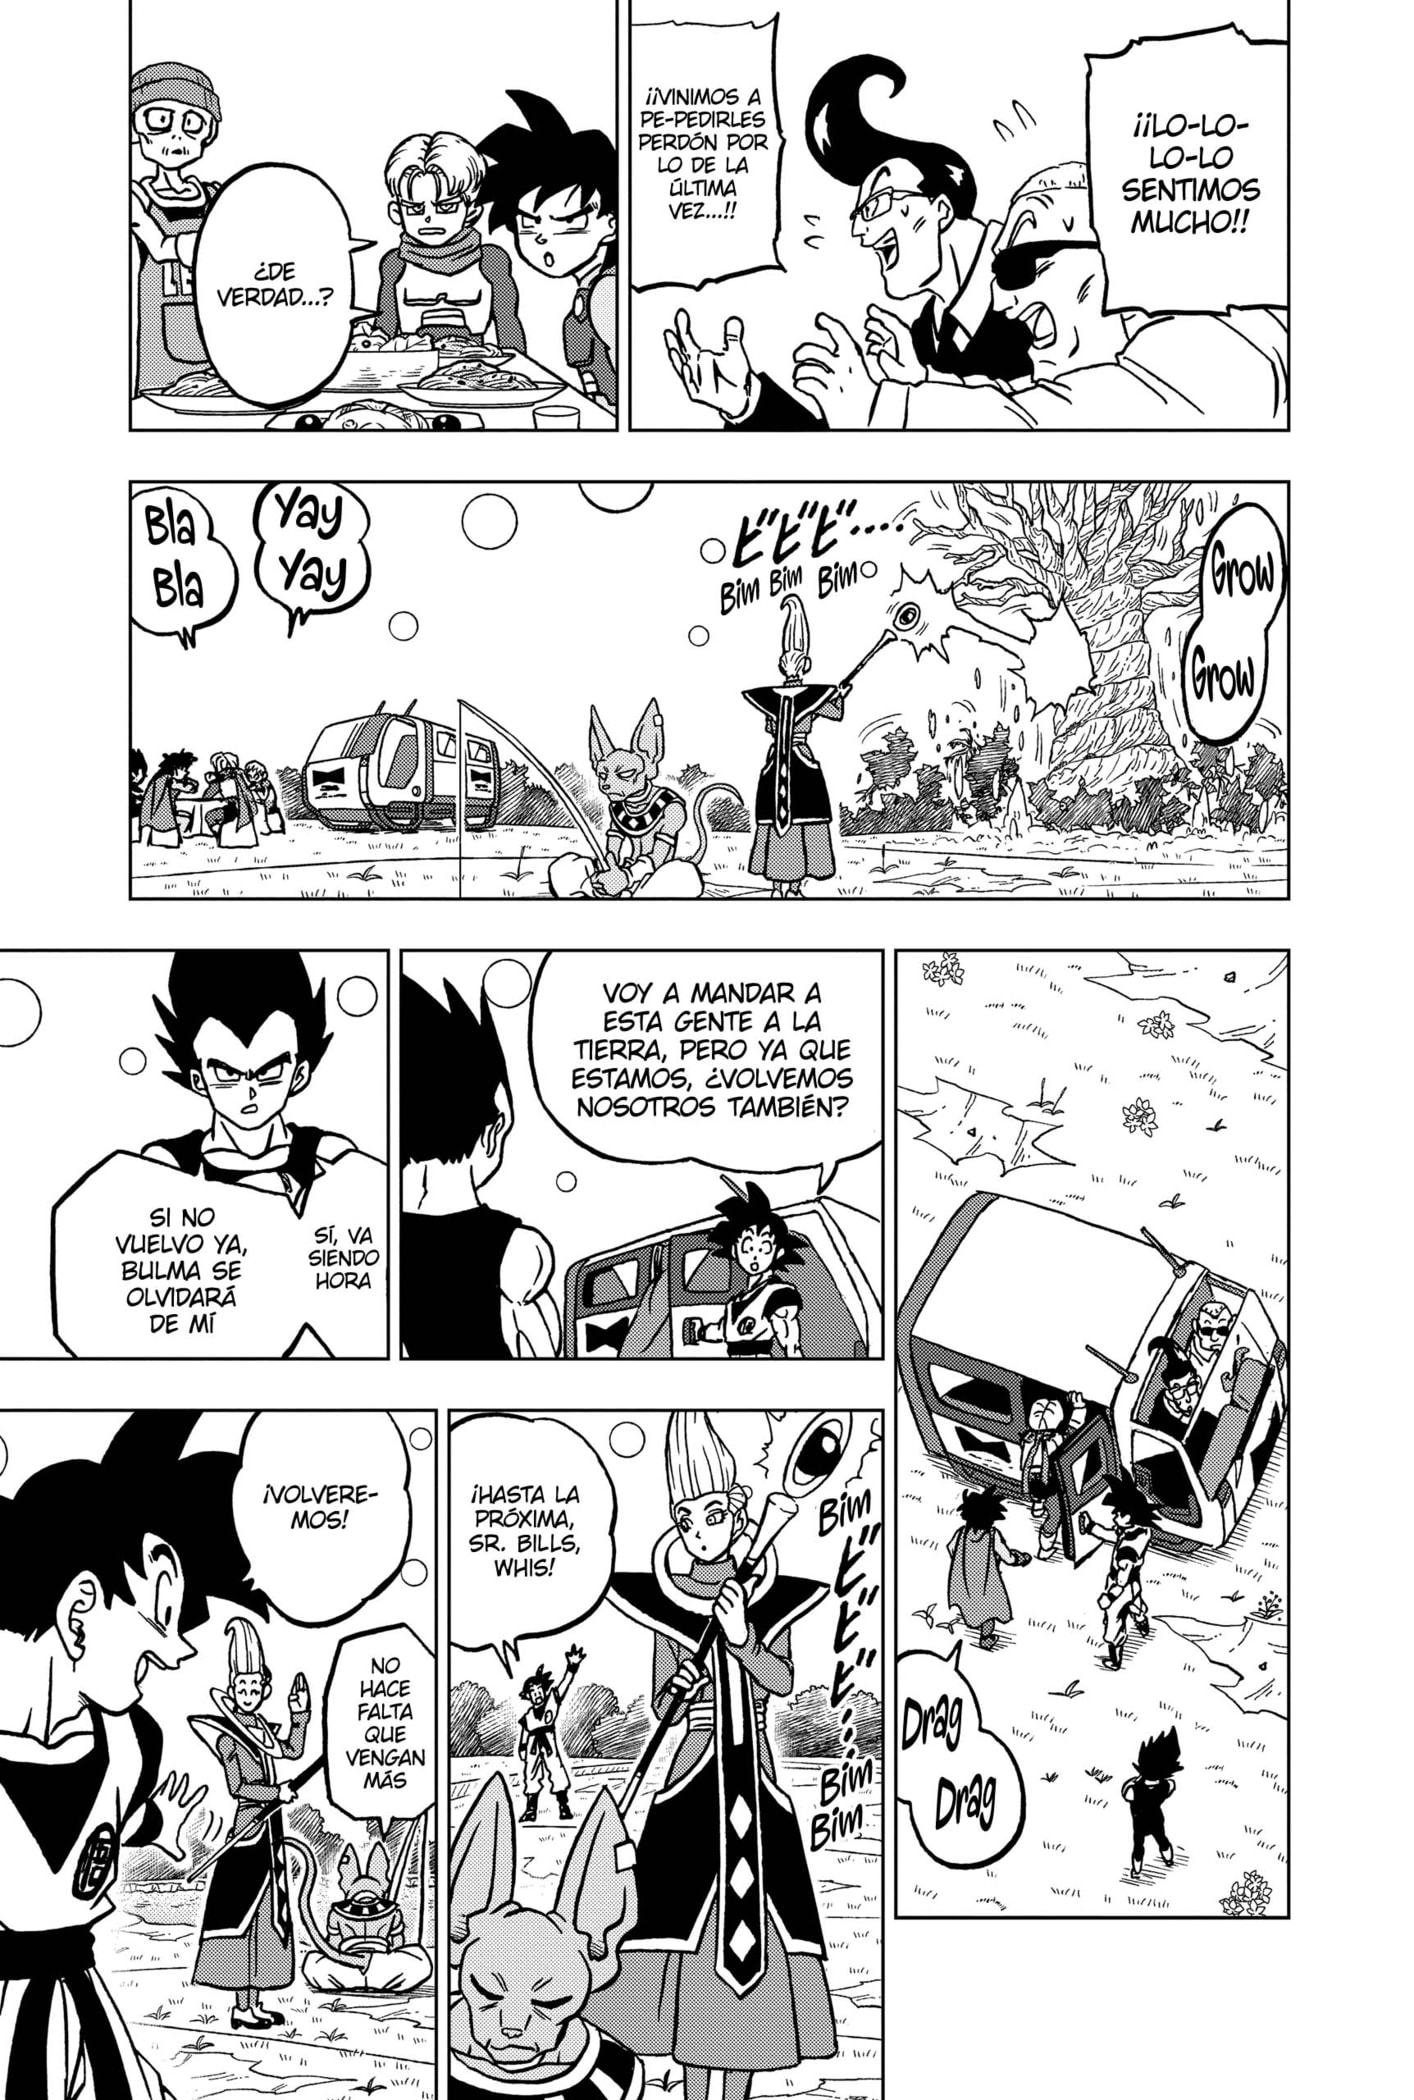 ¡¡LO-LO-
LO-LO
SENTIMOS
MUCHO!!
¡¡VINIMOS A
PE-PEDIRLES
PERDÓN POR
LO DE LA
ÚLTIMA
VEZ...!!
¿DE
VERDAD...?
Grow
Grow
ビビビ....
Bim Bim Bim
Yay
Yay
Bla
Bla
Drag
Drag
VOY A MANDAR A
ESTA GENTE A LA
TIERRA, PERO YA QUE
ESTAMOS, ¿VOLVEMOS
NOSOTROS TAMBIÉN?
SÍ, VA
SIENDO
HORA
SI NO
VUELVO YA,
BULMA SE
OLVIDARÁ
DE MÍ
Bim
ビビビ.....
Bim
Bim
¡HASTA LA
PRÓXIMA,
SR. BILLS,
WHIS!
¡VOLVERE-
MOS!
NO
HACE
FALTA
QUE
VENGAN
MÁS
悟